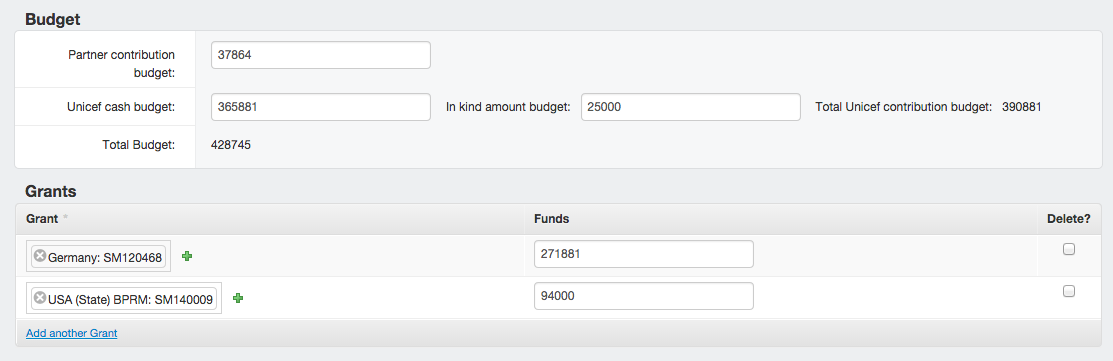 Budget
Partner contribution
budget:
37864
Unicef cash budget:
365881
In kind amount budget:
25000
Total Unicef contribution budget: 390881
Total Budget:
428745
Grants
Grant *
Funds
Delete?
Germany: SM120468
271881
USA (State) BPRM: SM140009
94000
Add another Grant